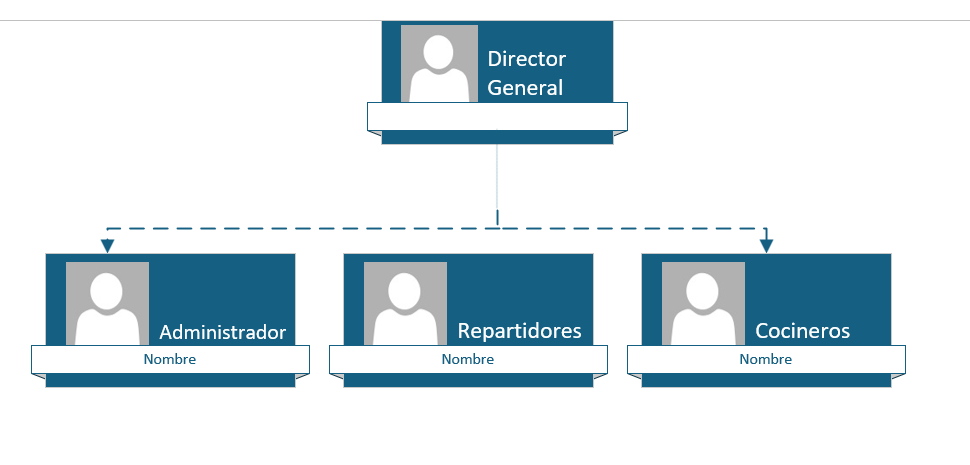 Director
General
Administrador
Nombre
Repartidores
Nombre
Cocineros
Nombre